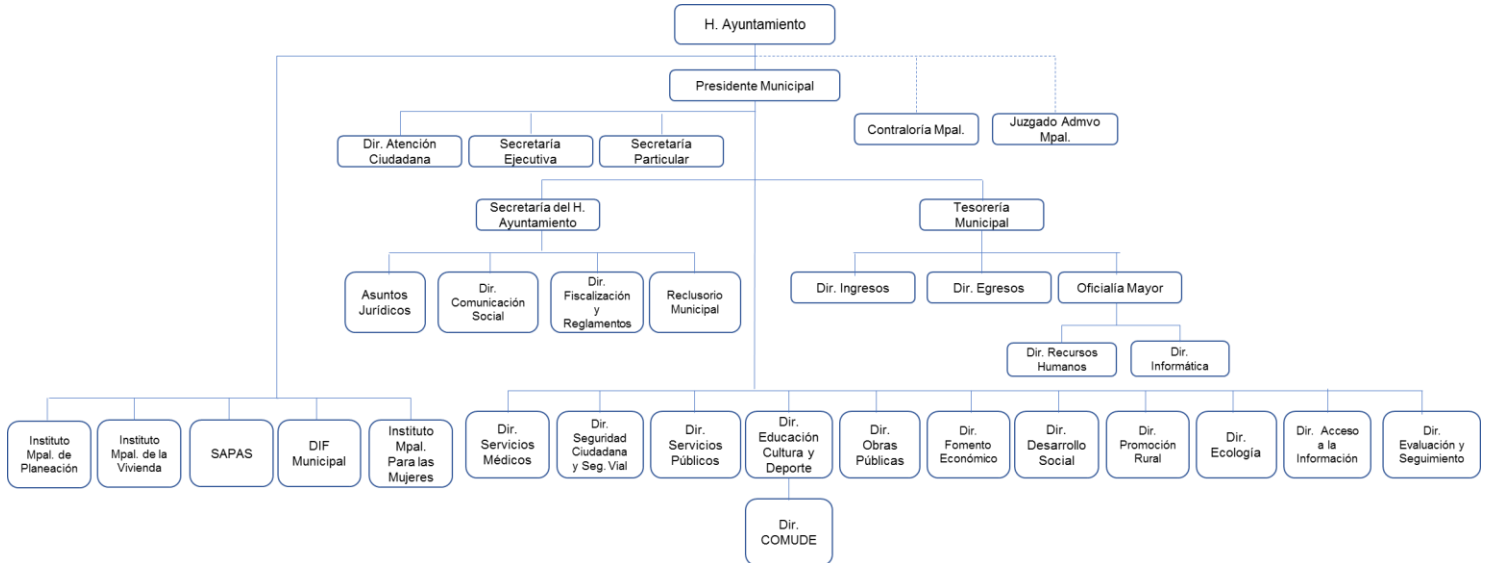 H. Ayuntamiento
Presidente Municipal
Contraloría Mpal.
Juzgado Admvo
Mpal.
Dir. Atención
Ciudadana
Secretaría
Ejecutiva
Secretaría
Particular
Secretaría del H.
Ayuntamiento
Tesorería
Municipal
Asuntos
Jurídicos
Dir.
Comunicación
Social
Dir.
Fiscalización
y
Reglamentos
Reclusorio
Municipal
Dir. Ingresos
Dir. Egresos
Oficialía Mayor
Dir. Recursos
Humanos
Dir.
Informática
Instituto
Mpal. de
Planeación
Instituto
Mpal. de la
Vivienda
SAPAS
DIF
Municipal
Instituto
Mpal.
Para las
Mujeres
Dir.
Servicios
Médicos
Dir.
Seguridad
Ciudadana
y Seg. Vial
Dir.
Servicios
Públicos
Dir.
Educación
Cultura y
Deporte
Dir.
Obras
Públicas
Dir.
Fomento
Económico
Dir.
Desarrollo
Social
Dir.
Promoción
Rural
Dir.
Ecología
Dir. Acceso
a la
Información
Dir.
Evaluación y
Seguimiento
Dir.
COMUDE